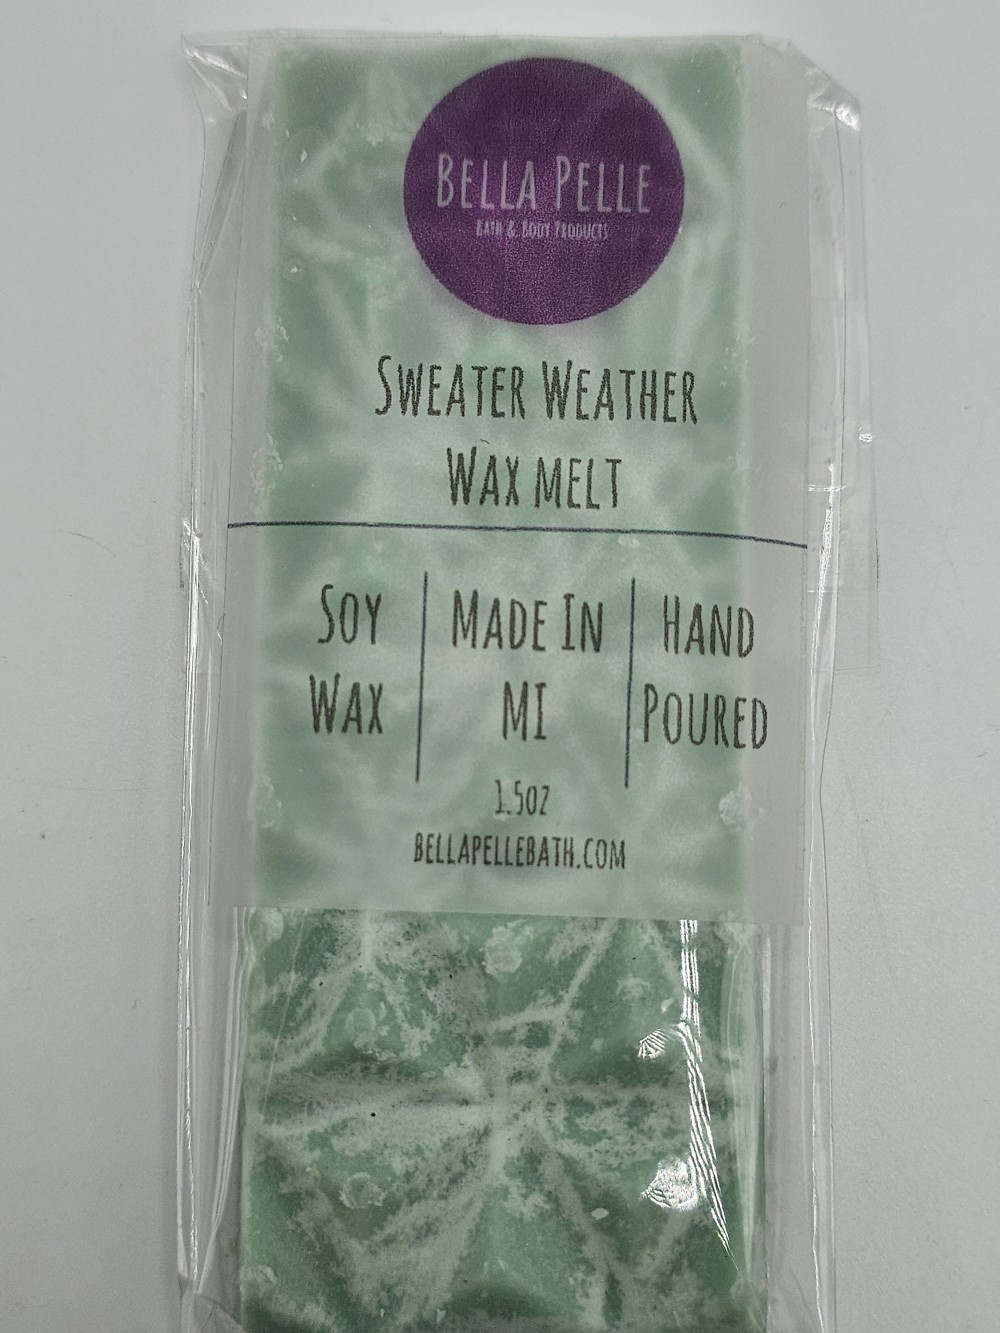 BELLA PELLE
BATH & BODY PRODUCTS
SWEATER WEATHER
WAX MELT
SOY
WAX
MADE IN
MI
HAND
POURED
1.5OZ
BELLAPELLEBATH.COM